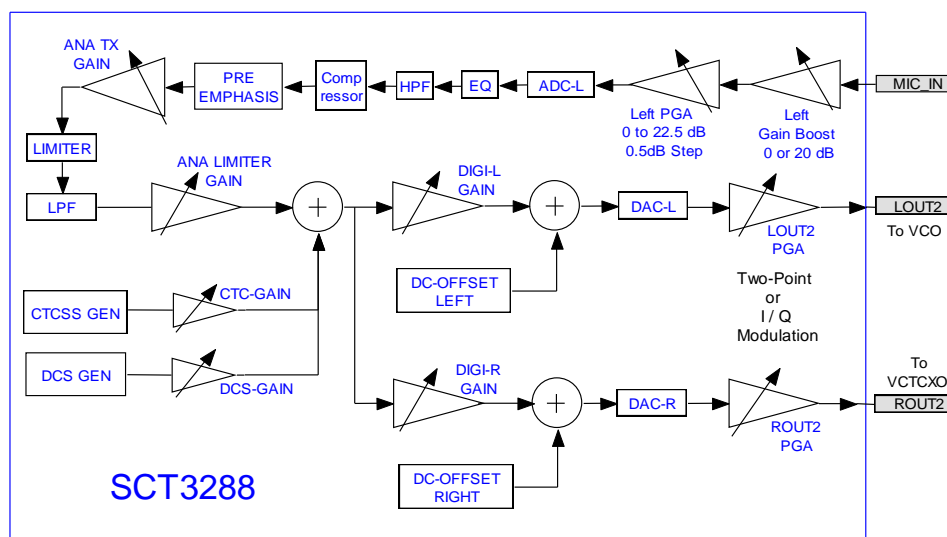 ANA TX
GAIN
PRE
EMPHASIS
Comp
ressor
HPF
EQ
ADC-L
Left PGA
0 to 22.5 dB
0.5dB Step
Left
Gain Boost
0 or 20 dB
MIC_IN
LIMITER
LPF
ANA LIMITER
GAIN
DIGI-L
GAIN
DAC-L
LOUT2
PGA
LOUT2
To VCO
DC-OFFSET
LEFT
Two-Point
or
I / Q
Modulation
CTCSS GEN
CTC-GAIN
DCS GEN
DCS-GAIN
DIGI-R
GAIN
DAC-R
ROUT2
PGA
To
VCTCXO
ROUT2
DC-OFFSET
RIGHT
SCT3288